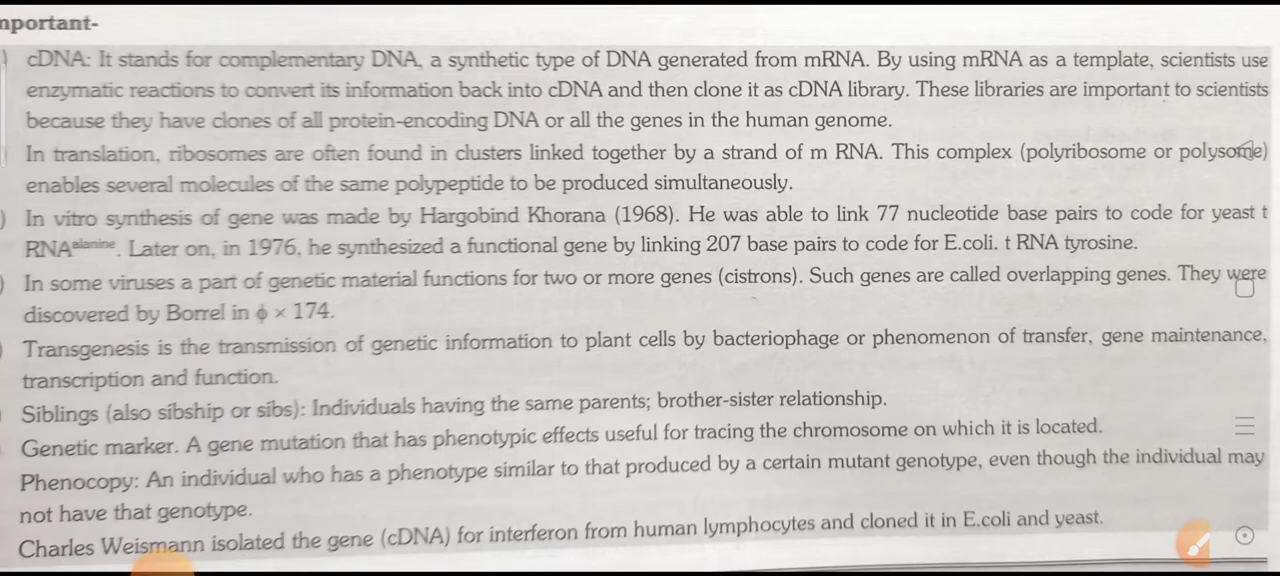 mportant-
) cDNA: It stands for complementary DNA, a synthetic type of DNA generated from mRNA. By using mRNA as a template, scientists use
enzymatic reactions to convert its information back into cDNA and then clone it as cDNA library. These libraries are important to scientists
because they have clones of all protein-encoding DNA or all the genes in the human genome.
) In translation, ribosomes are often found in clusters linked together by a strand of m RNA. This complex (polyribosome or polysome)
enables several molecules of the same polypeptide to be produced simultaneously.
) In vitro synthesis of gene was made by Hargobind Khorana (1968). He was able to link 77 nucleotide base pairs to code for yeast t
RNAalanine. Later on, in 1976, he synthesized a functional gene by linking 207 base pairs to code for E.coli. t RNA tyrosine.
) In some viruses a part of genetic material functions for two or more genes (cistrons). Such genes are called overlapping genes. They were
discovered by Borrel in ϕ × 174.
) Transgenesis is the transmission of genetic information to plant cells by bacteriophage or phenomenon of transfer, gene maintenance,
transcription and function.
Siblings (also sibship or sibs): Individuals having the same parents; brother-sister relationship.
Genetic marker. A gene mutation that has phenotypic effects useful for tracing the chromosome on which it is located.
Phenocopy: An individual who has a phenotype similar to that produced by a certain mutant genotype, even though the individual may
not have that genotype.
Charles Weismann isolated the gene (cDNA) for interferon from human lymphocytes and cloned it in E.coli and yeast.